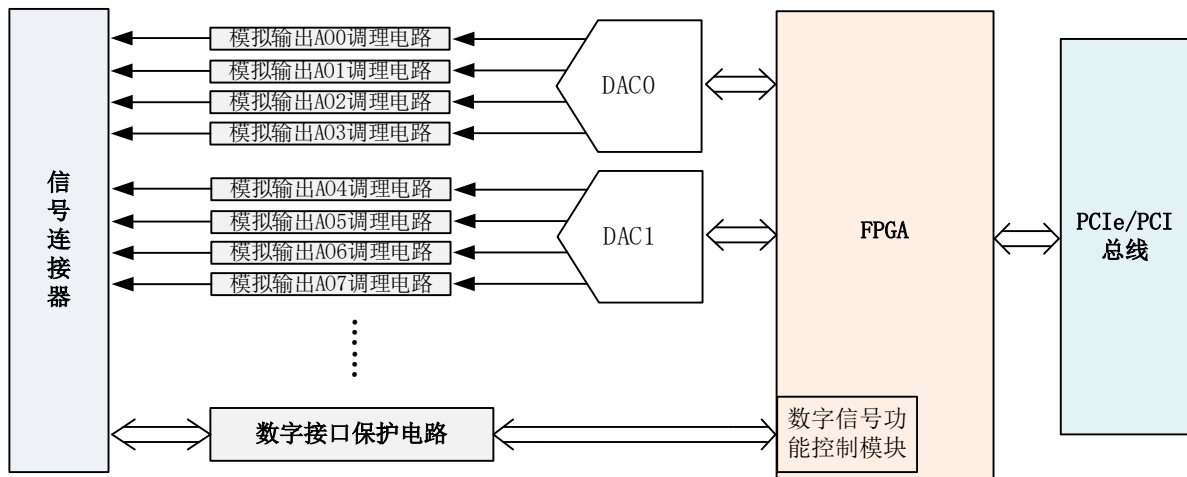 模拟输出AO0调理电路
模拟输出AO1调理电路
模拟输出AO2调理电路
模拟输出AO3调理电路
DAC0
模拟输出AO4调理电路
模拟输出AO5调理电路
模拟输出AO6调理电路
模拟输出AO7调理电路
DAC1
信号连接器
FPGA
PCIe/PCI
总线
数字接口保护电路
数字信号功
能控制模块